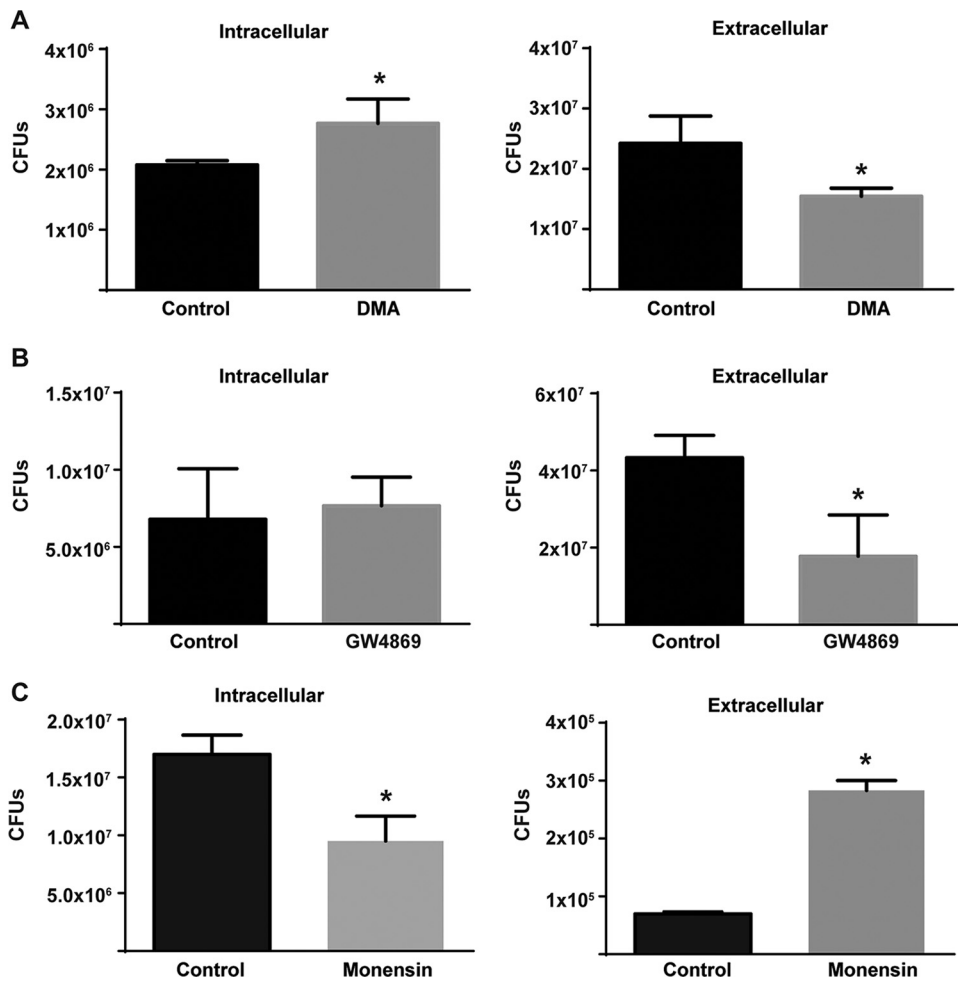 A
Intracellular
Extracellular
4x10⁶
3x10⁶
2x10⁶
1x10⁶
CFUs
*
Control
DMA
4x10⁷
3x10⁷
2x10⁷
1x10⁷
CFUs
*
Control
DMA
B
Intracellular
Extracellular
1.5x10⁷
1.0x10⁷
5.0x10⁶
CFUs
Control
GW4869
6x10⁷
4x10⁷
2x10⁷
CFUs
*
Control
GW4869
C
Intracellular
Extracellular
2.0x10⁷
1.5x10⁷
1.0x10⁷
5.0x10⁶
CFUs
*
Control
Monensin
4x10⁵
3x10⁵
2x10⁵
1x10⁵
CFUs
*
Control
Monensin